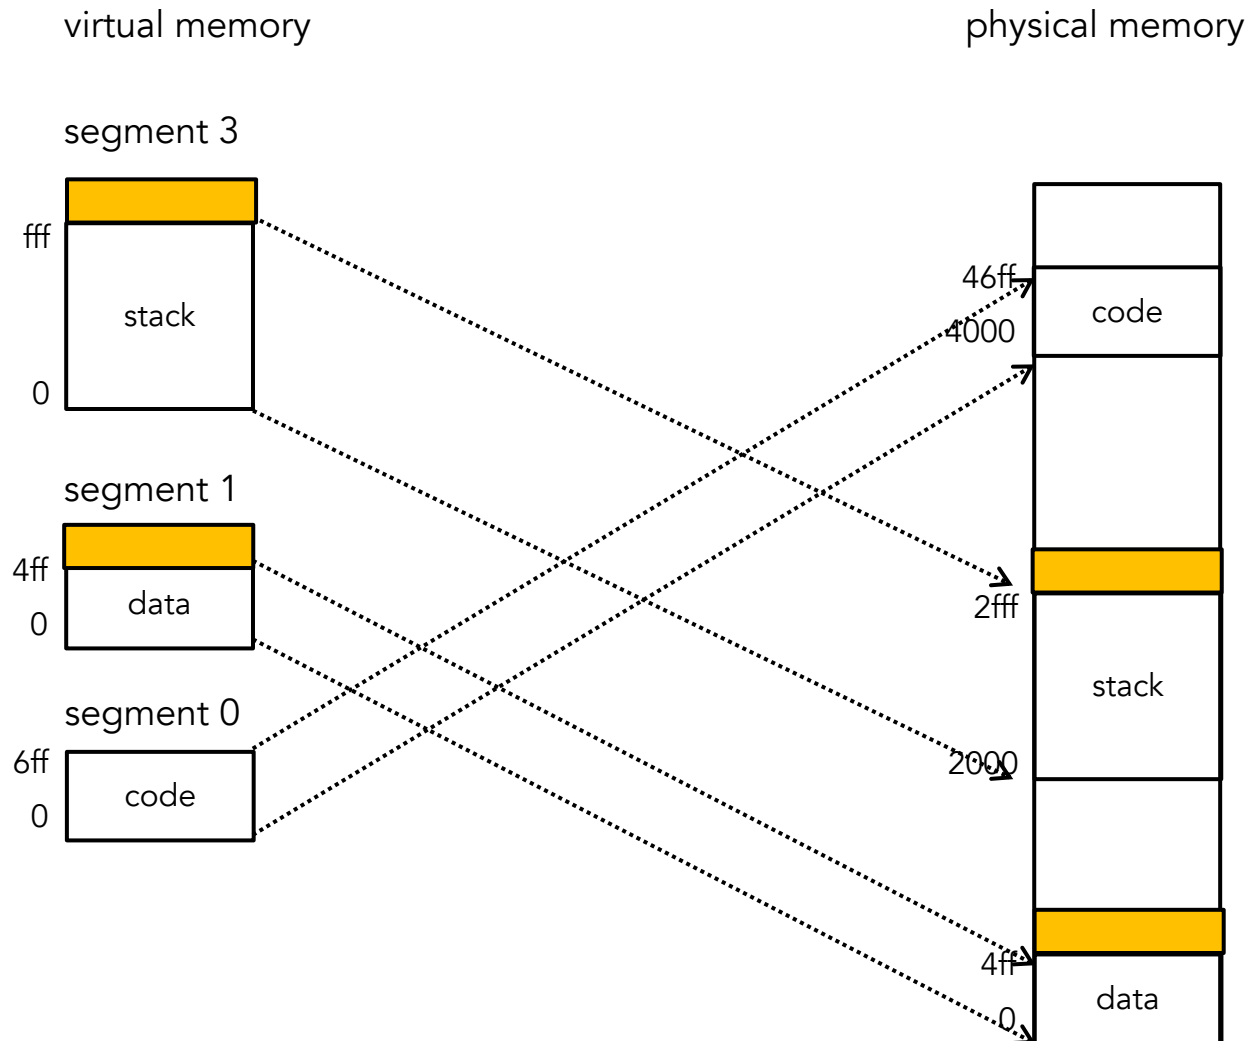 virtual memory
physical memory
segment 3
fff
stack
0
segment 1
4ff
data
0
segment 0
6ff
code
0
46ff
4000
code
2fff
stack
2000
4ff
data
0